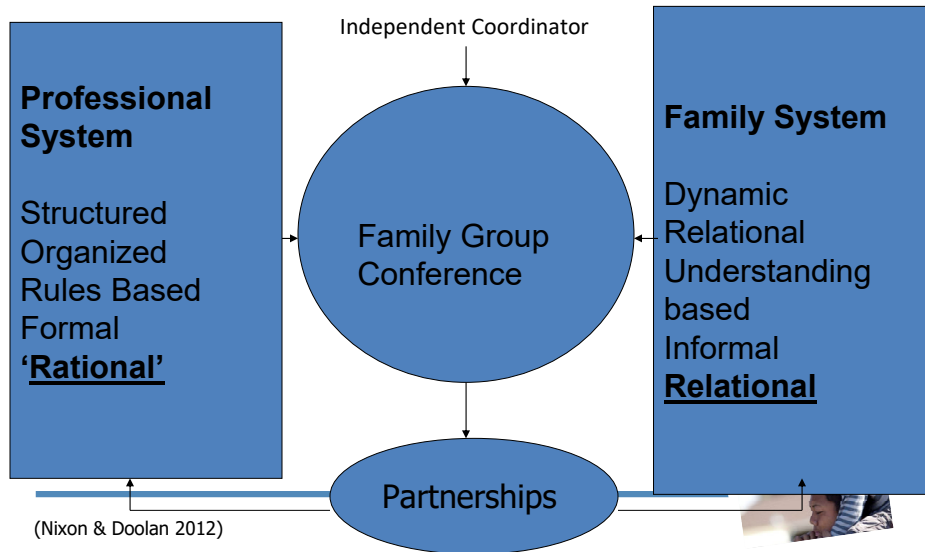 Independent Coordinator
Professional
System
Structured
Organized
Rules Based
Formal
‘Rational’
Family Group
Conference
Family System
Dynamic
Relational
Understanding
based
Informal
Relational
Partnerships
(Nixon & Doolan 2012)